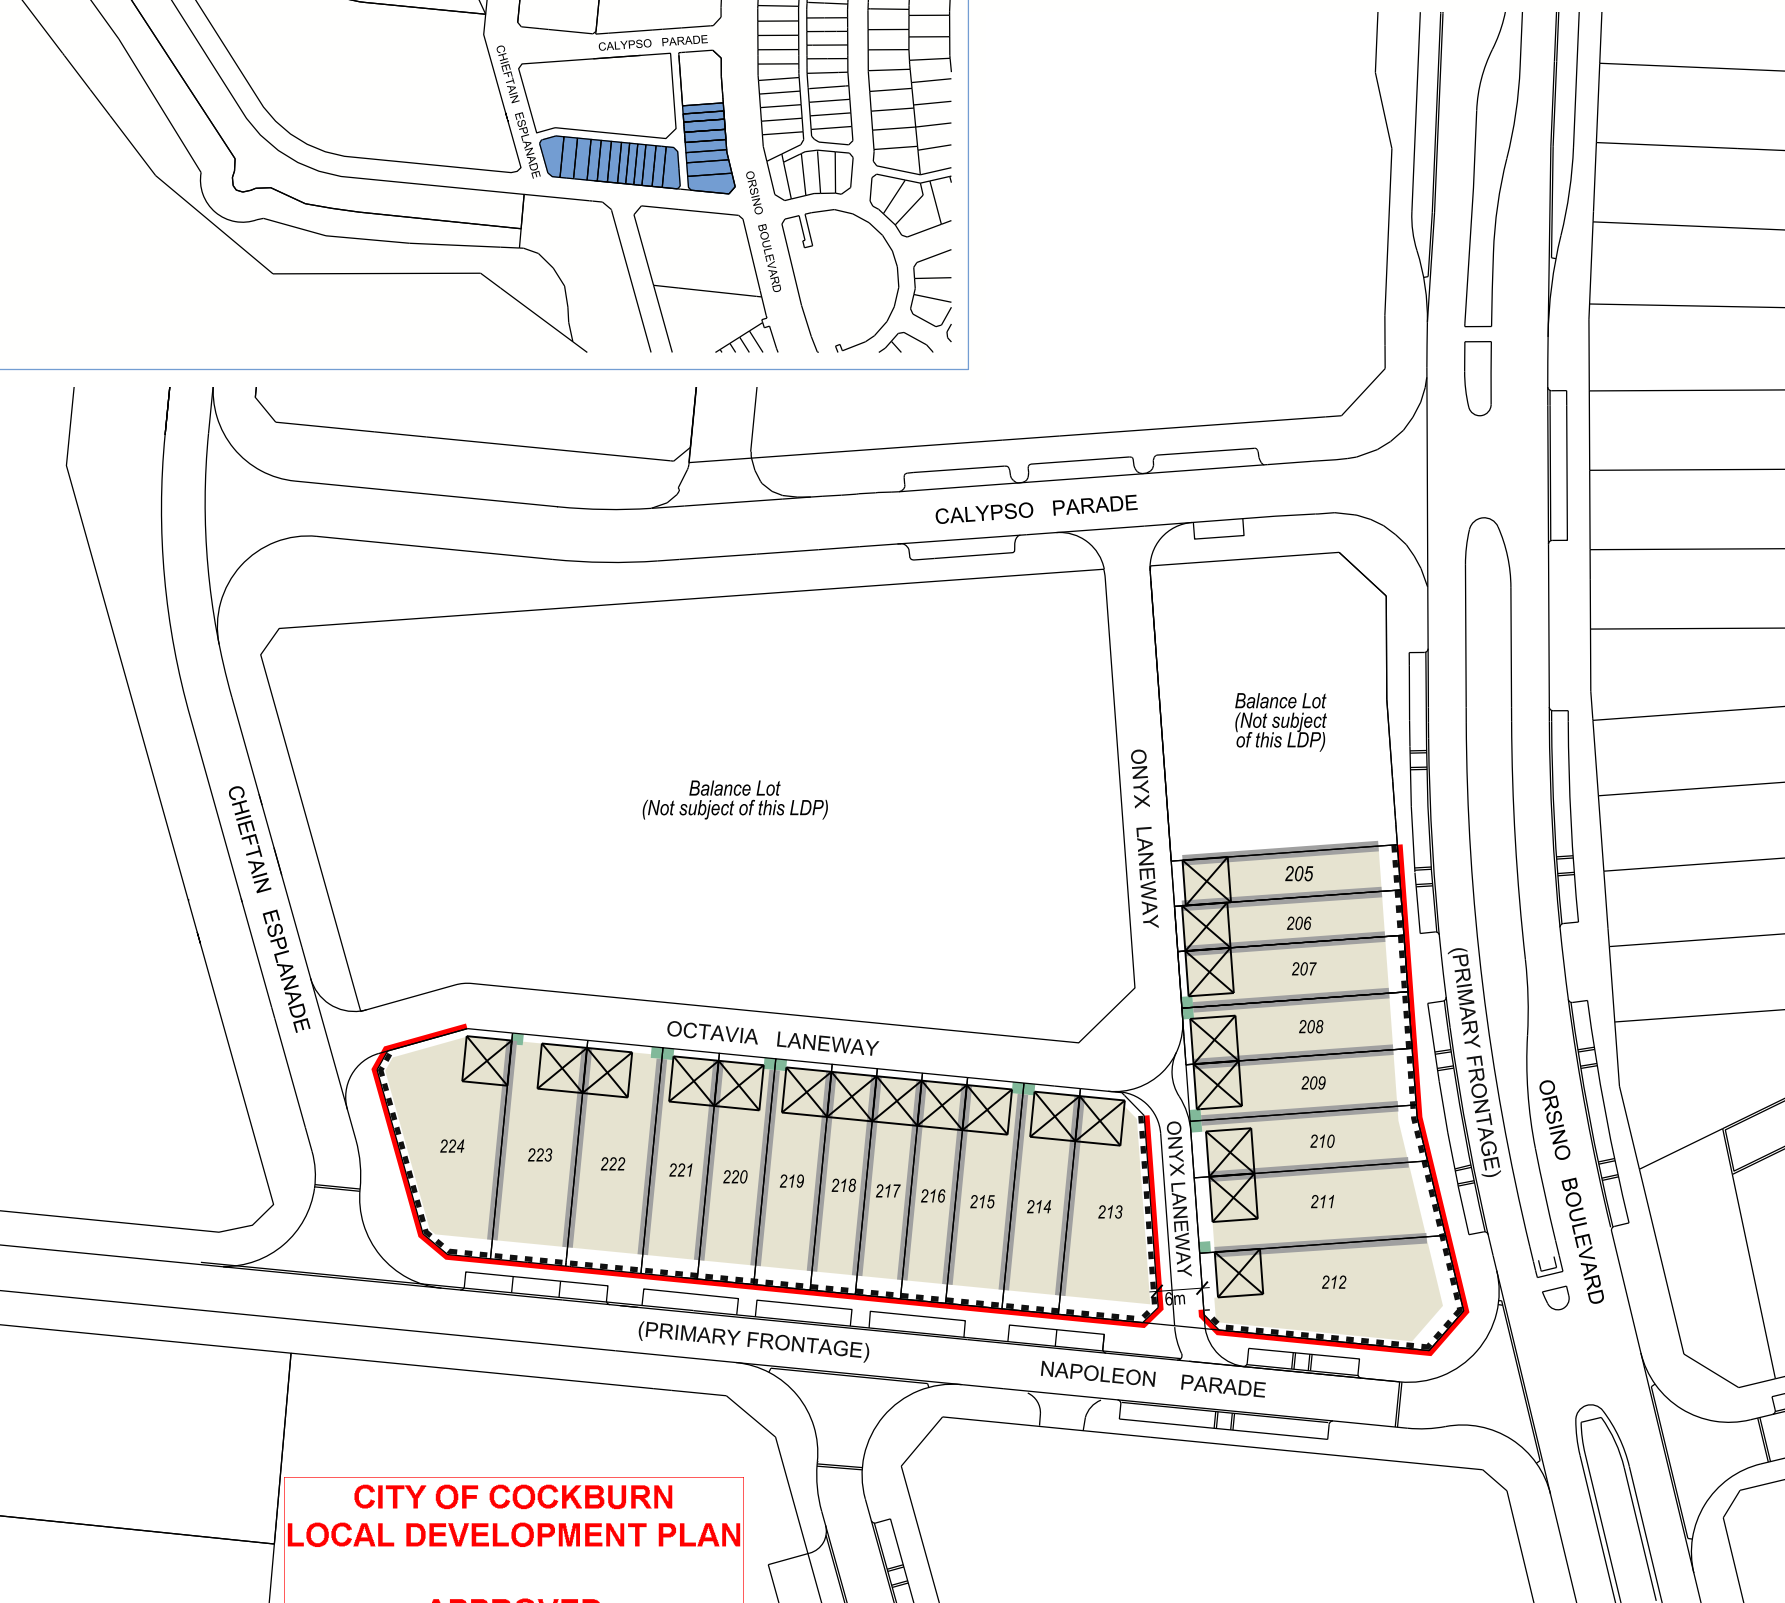 CALYPSO PARADE
CHIEFTAIN ESPLANADE
ORSINO BOULEVARD
CALYPSO PARADE
Balance Lot
(Not subject
of this LDP)
Balance Lot
(Not subject of this LDP)
ONYX LANEWAY
CHIEFTAIN ESPLANADE
205
206
207
208
209
210
211
212
(PRIMARY FRONTAGE)
ORSINO BOULEVARD
OCTAVIA LANEWAY
224
223
222
221
220
219
218
217
216
215
214
213
ONYX LANEWAY
6m
(PRIMARY FRONTAGE)
NAPOLEON PARADE
CITY OF COCKBURN
LOCAL DEVELOPMENT PLAN
APPROVED